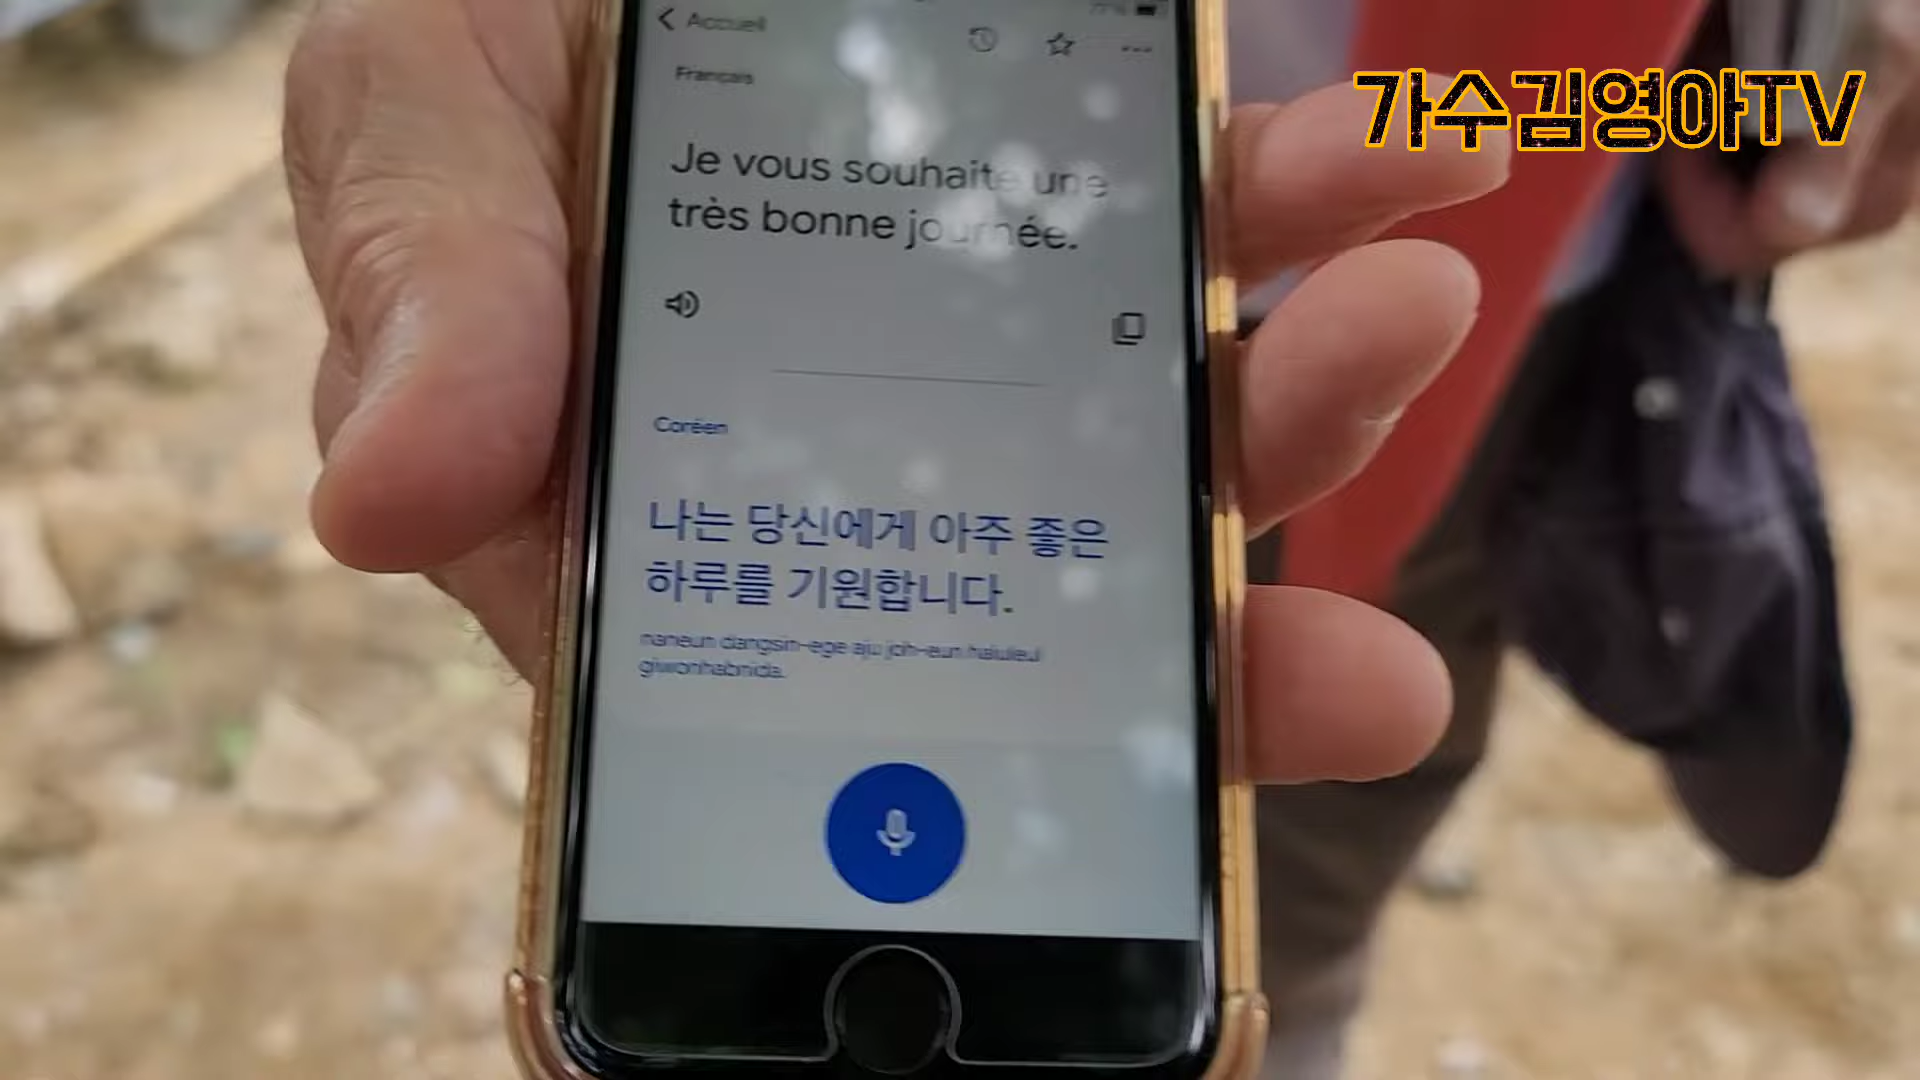 Accueil
Français
Je vous souhaite une
très bonne journée.
Coréen
나는 당신에게 아주 좋은
하루를 기원합니다.
naneun dangsin-ege aju joh-eun haluleul
giwonhabnida.
가수김영아TV